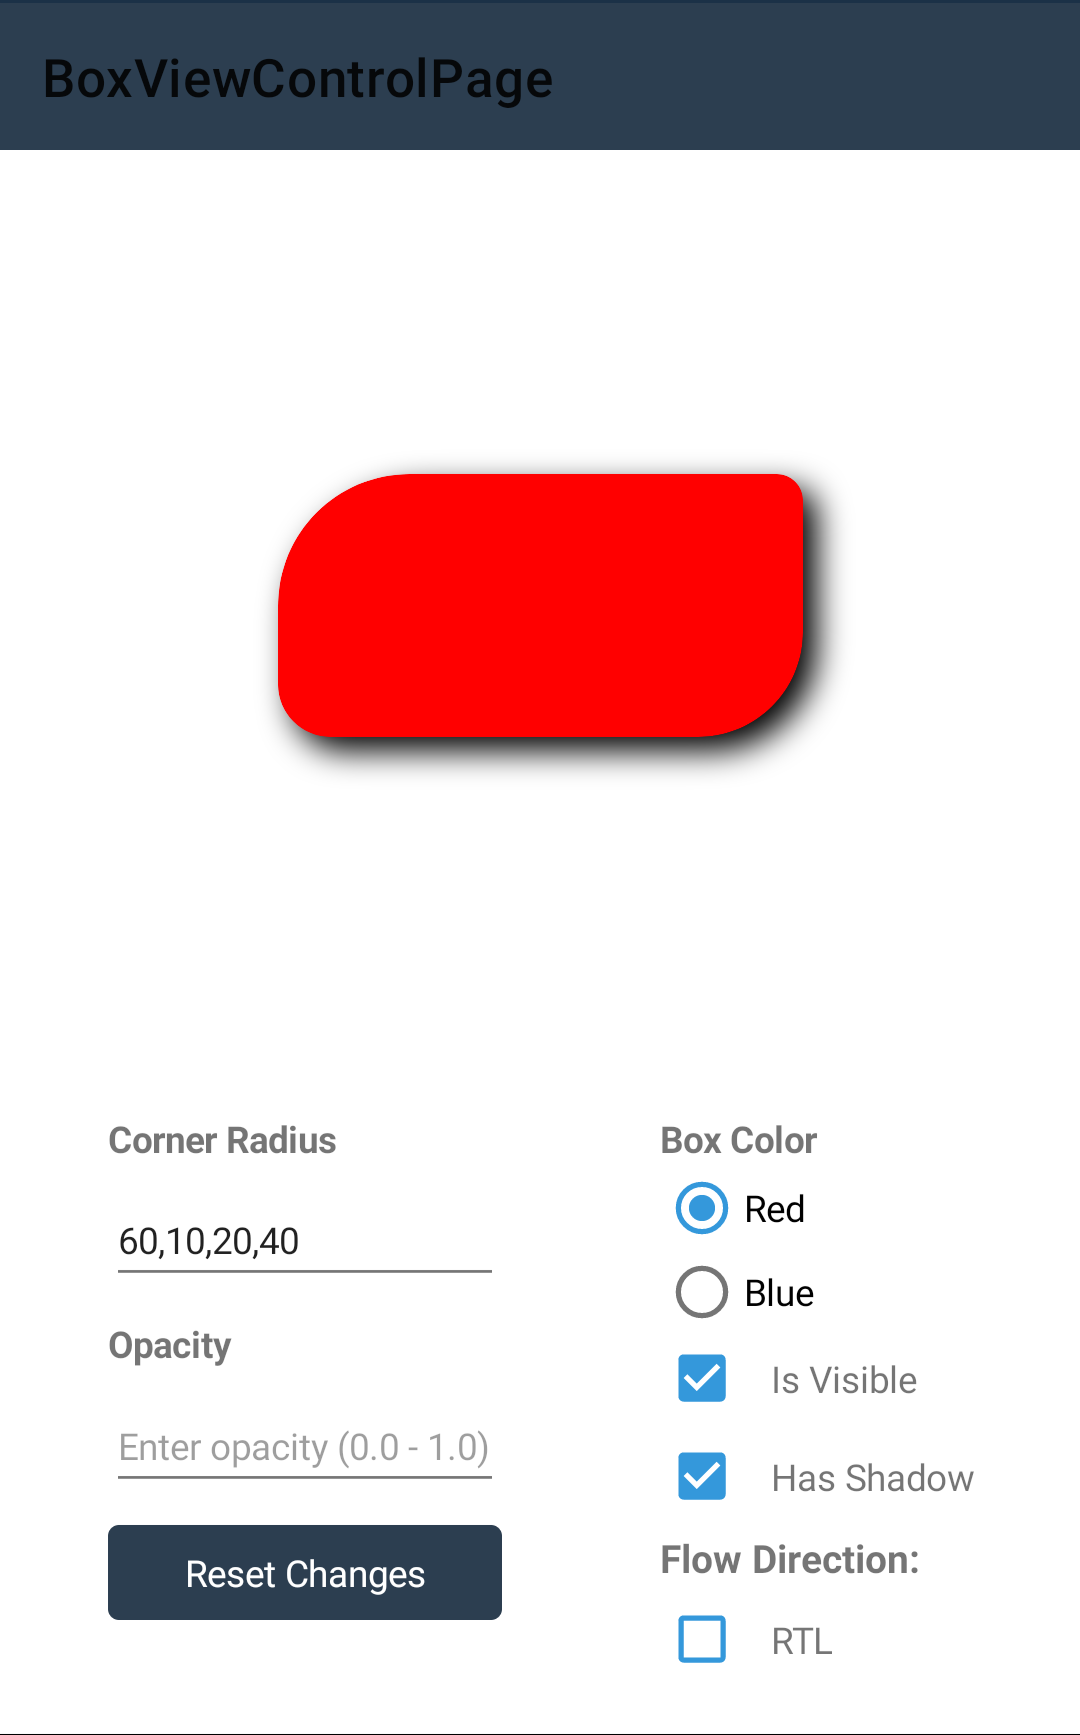 BoxViewControlPage
Corner Radius
60,10,20,40
Opacity
Enter opacity (0.0 - 1.0)
Reset Changes
Box Color
Red
Blue
Is Visible
Has Shadow
Flow Direction:
RTL